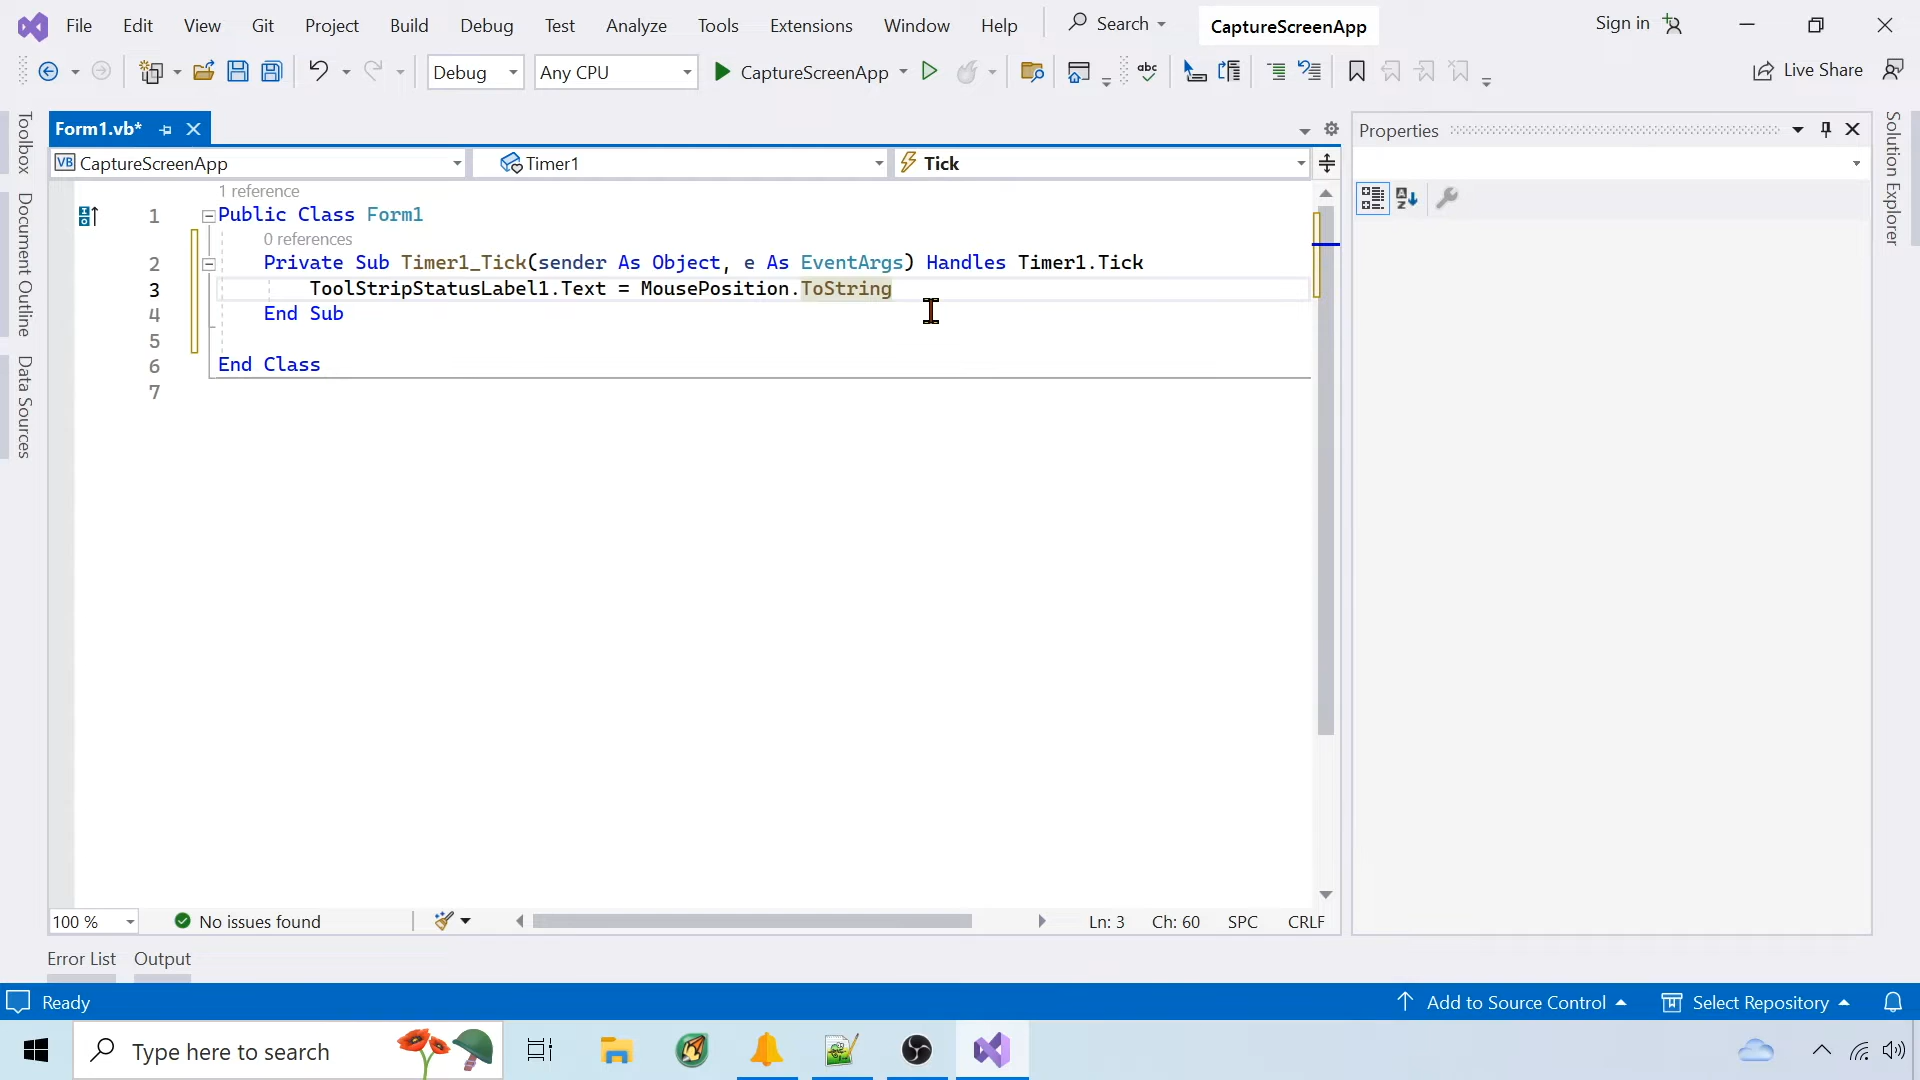 File Edit View Git Project Build Debug Test Analyze Tools Extensions Window Help Search CaptureScreenApp Sign in
Debug Any CPU CaptureScreenApp abc Live Share
Form1.vb* Properties
VB CaptureScreenApp Timer1 Tick
1 reference
1 Public Class Form1
0 references
2 Private Sub Timer1_Tick(sender As Object, e As EventArgs) Handles Timer1.Tick
3 ToolStripStatusLabel1.Text = MousePosition.ToString
4 End Sub
5
6 End Class
7
Toolbox
Document Outline
Data Sources
Solution Explorer
100 % No issues found Ln: 3 Ch: 60 SPC CRLF
Error List Output
Ready Add to Source Control Select Repository
Type here to search